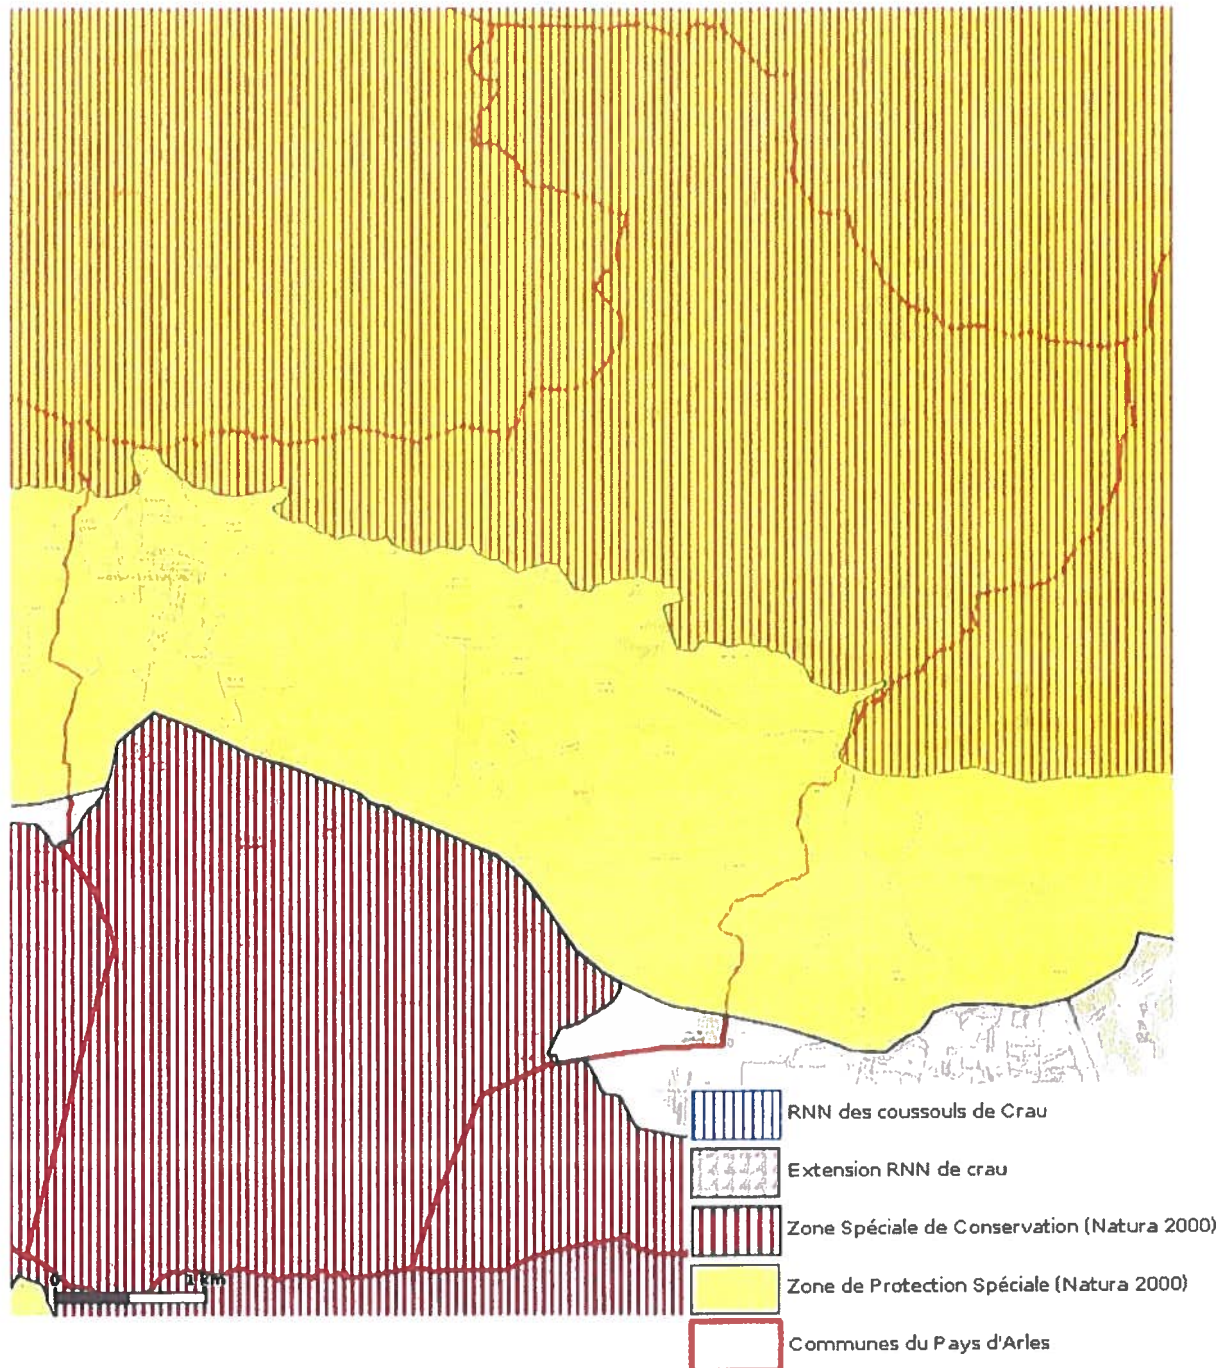 0 1 km
RNN des coussouls de Crau
Extension RNN de crau
Zone Spéciale de Conservation (Natura 2000)
Zone de Protection Spéciale (Natura 2000)
Communes du Pays d'Arles